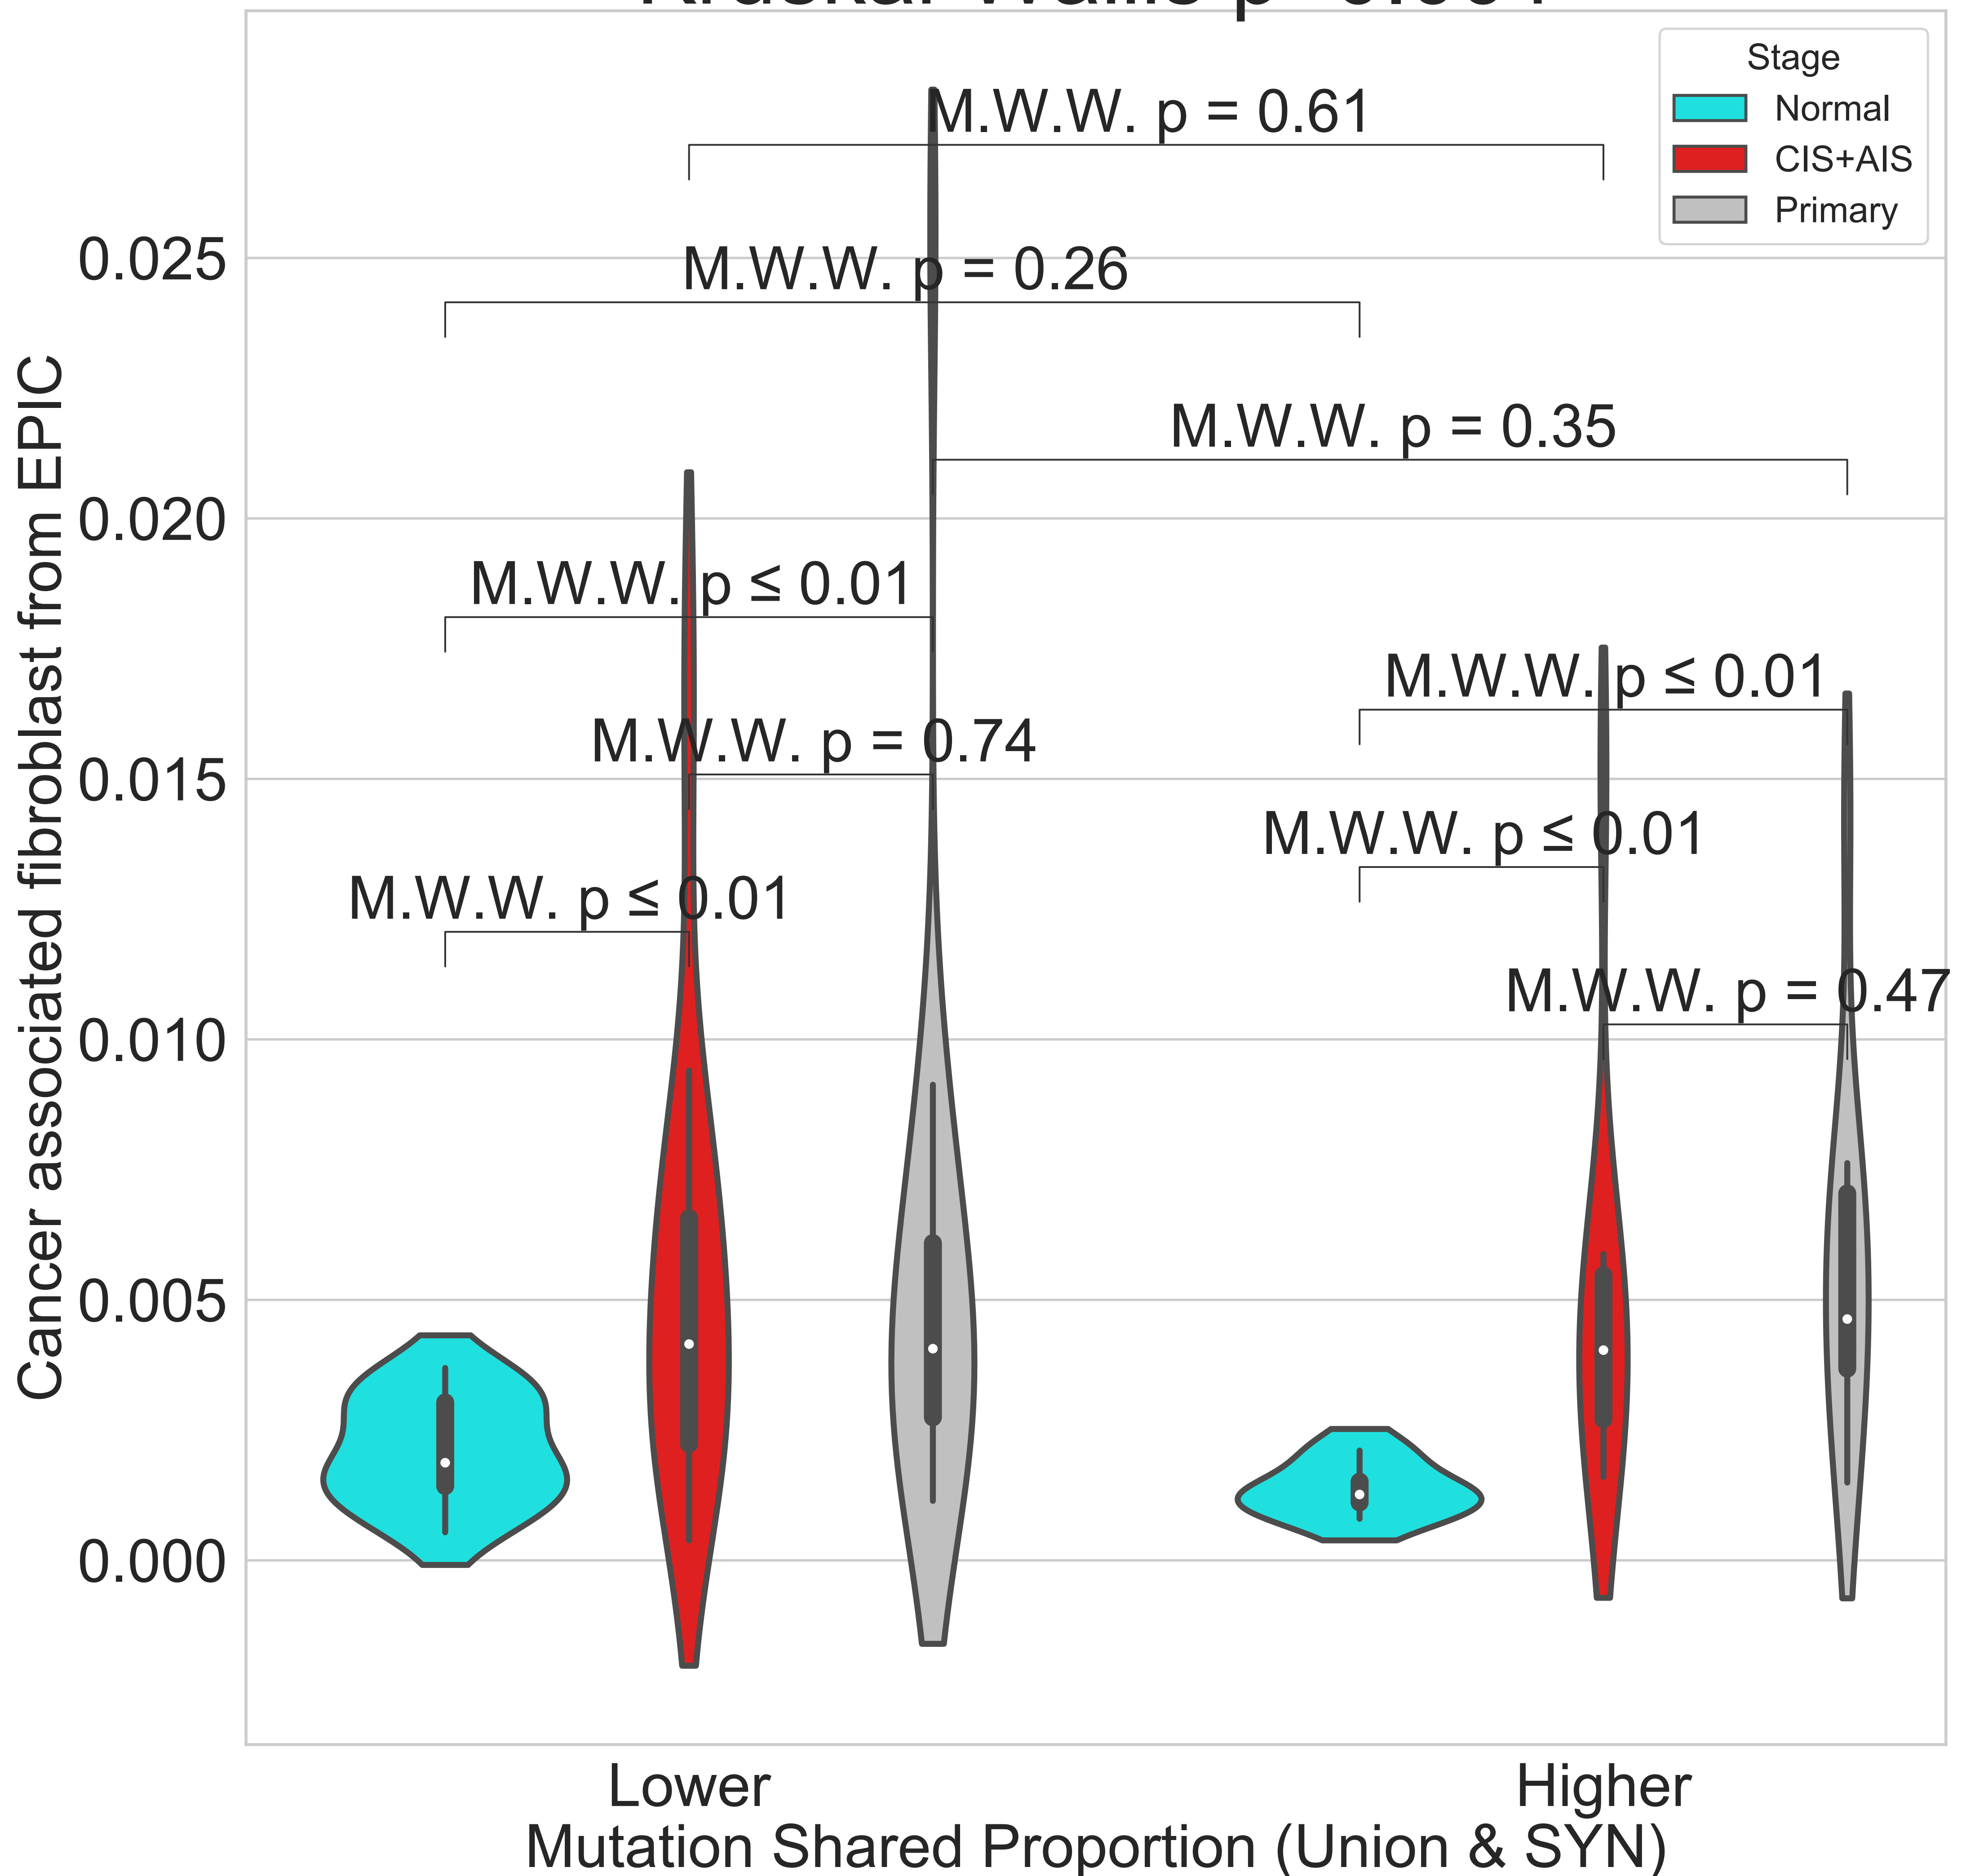 Stage
Normal
CIS+AIS
Primary
M.W.W. p = 0.61
M.W.W. p = 0.26
M.W.W. p = 0.35
M.W.W. p ≤ 0.01
M.W.W. p ≤ 0.01
M.W.W. p = 0.74
M.W.W. p ≤ 0.01
M.W.W. p ≤ 0.01
M.W.W. p = 0.47
Cancer associated fibroblast from EPIC
0.025
0.020
0.015
0.010
0.005
0.000
Lower
Higher
Mutation Shared Proportion (Union & SYN)